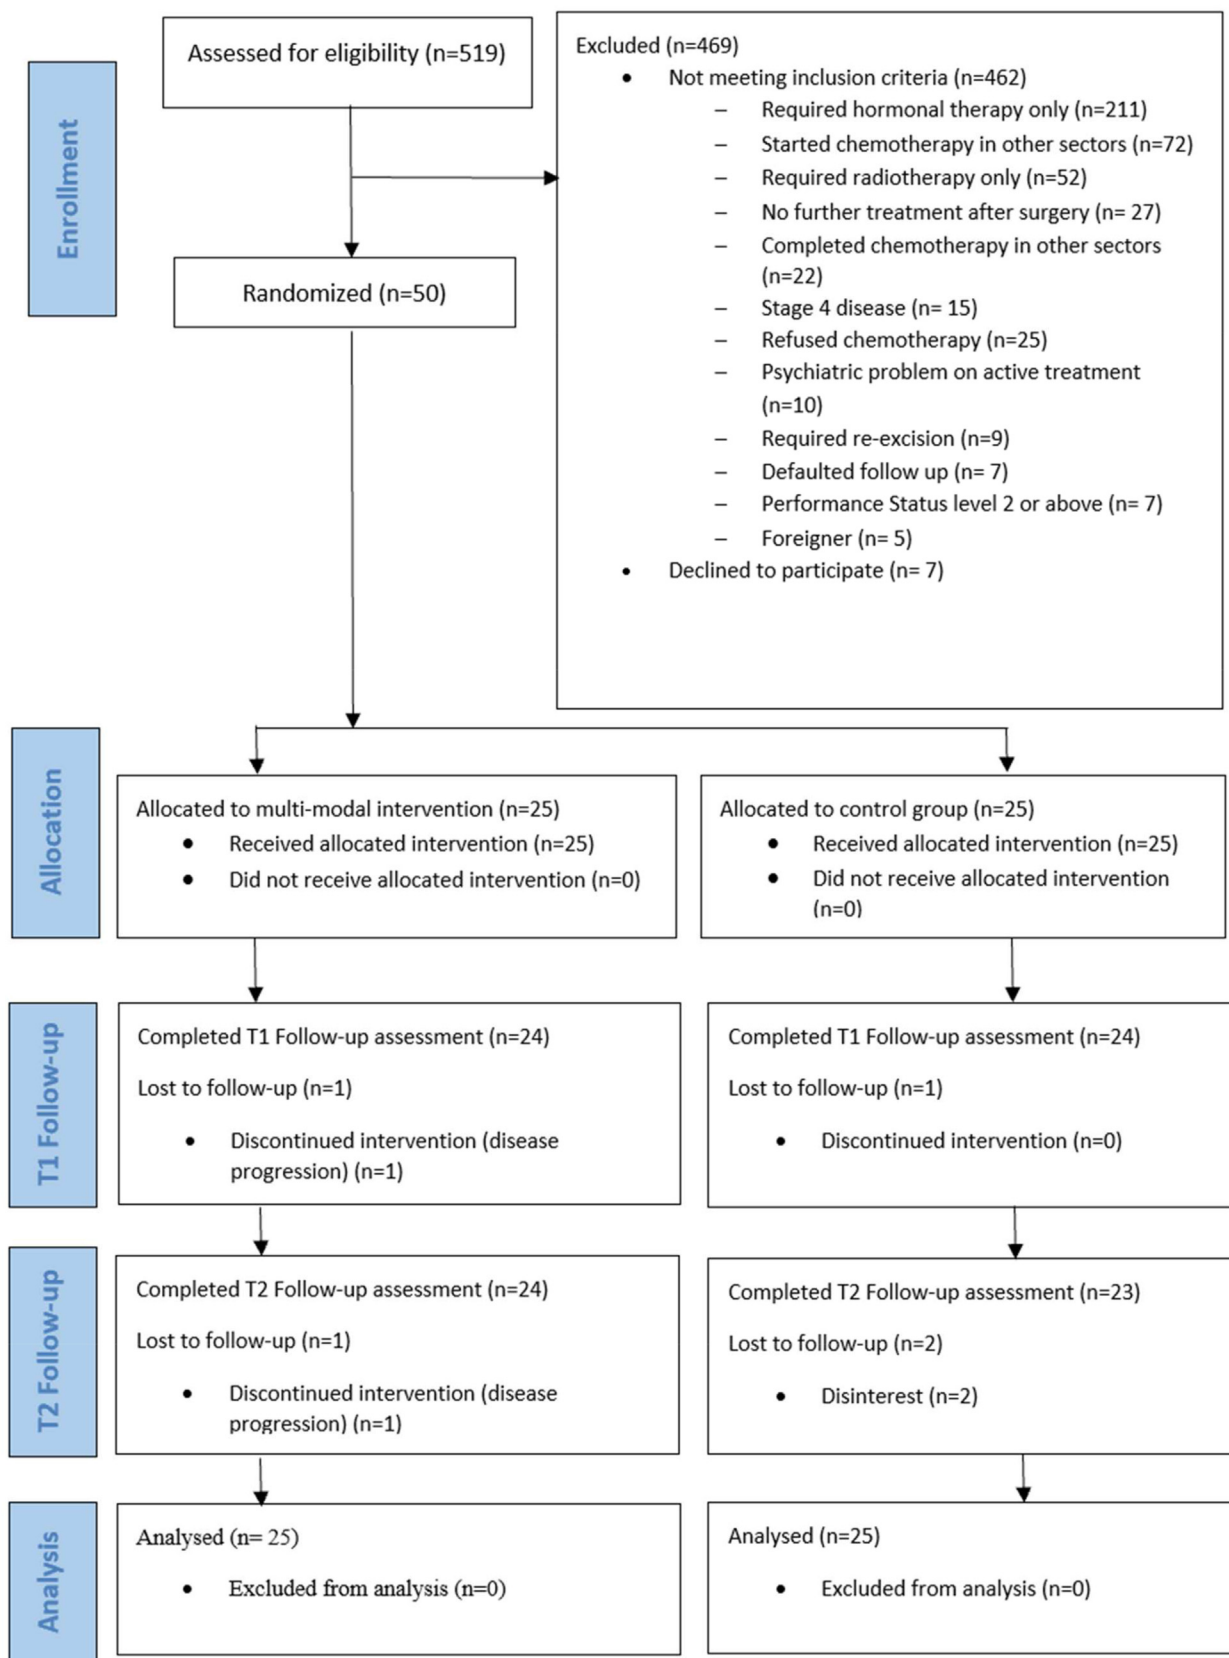 Enrollment
Assessed for eligibility (n=519)
Excluded (n=469)
• Not meeting inclusion criteria (n=462)
– Required hormonal therapy only (n=211)
– Started chemotherapy in other sectors (n=72)
– Required radiotherapy only (n=52)
– No further treatment after surgery (n= 27)
– Completed chemotherapy in other sectors
(n=22)
– Stage 4 disease (n= 15)
– Refused chemotherapy (n=25)
– Psychiatric problem on active treatment
(n=10)
– Required re-excision (n=9)
– Defaulted follow up (n= 7)
– Performance Status level 2 or above (n= 7)
– Foreigner (n= 5)
• Declined to participate (n= 7)
Randomized (n=50)
Allocation
Allocated to multi-modal intervention (n=25)
• Received allocated intervention (n=25)
• Did not receive allocated intervention (n=0)
Allocated to control group (n=25)
• Received allocated intervention (n=25)
• Did not receive allocated intervention
(n=0)
T1 Follow-up
Completed T1 Follow-up assessment (n=24)
Lost to follow-up (n=1)
• Discontinued intervention (disease
progression) (n=1)
Completed T1 Follow-up assessment (n=24)
Lost to follow-up (n=1)
• Discontinued intervention (n=0)
T2 Follow-up
Completed T2 Follow-up assessment (n=24)
Lost to follow-up (n=1)
• Discontinued intervention (disease
progression) (n=1)
Completed T2 Follow-up assessment (n=23)
Lost to follow-up (n=2)
• Disinterest (n=2)
Analysis
Analysed (n= 25)
• Excluded from analysis (n=0)
Analysed (n=25)
• Excluded from analysis (n=0)